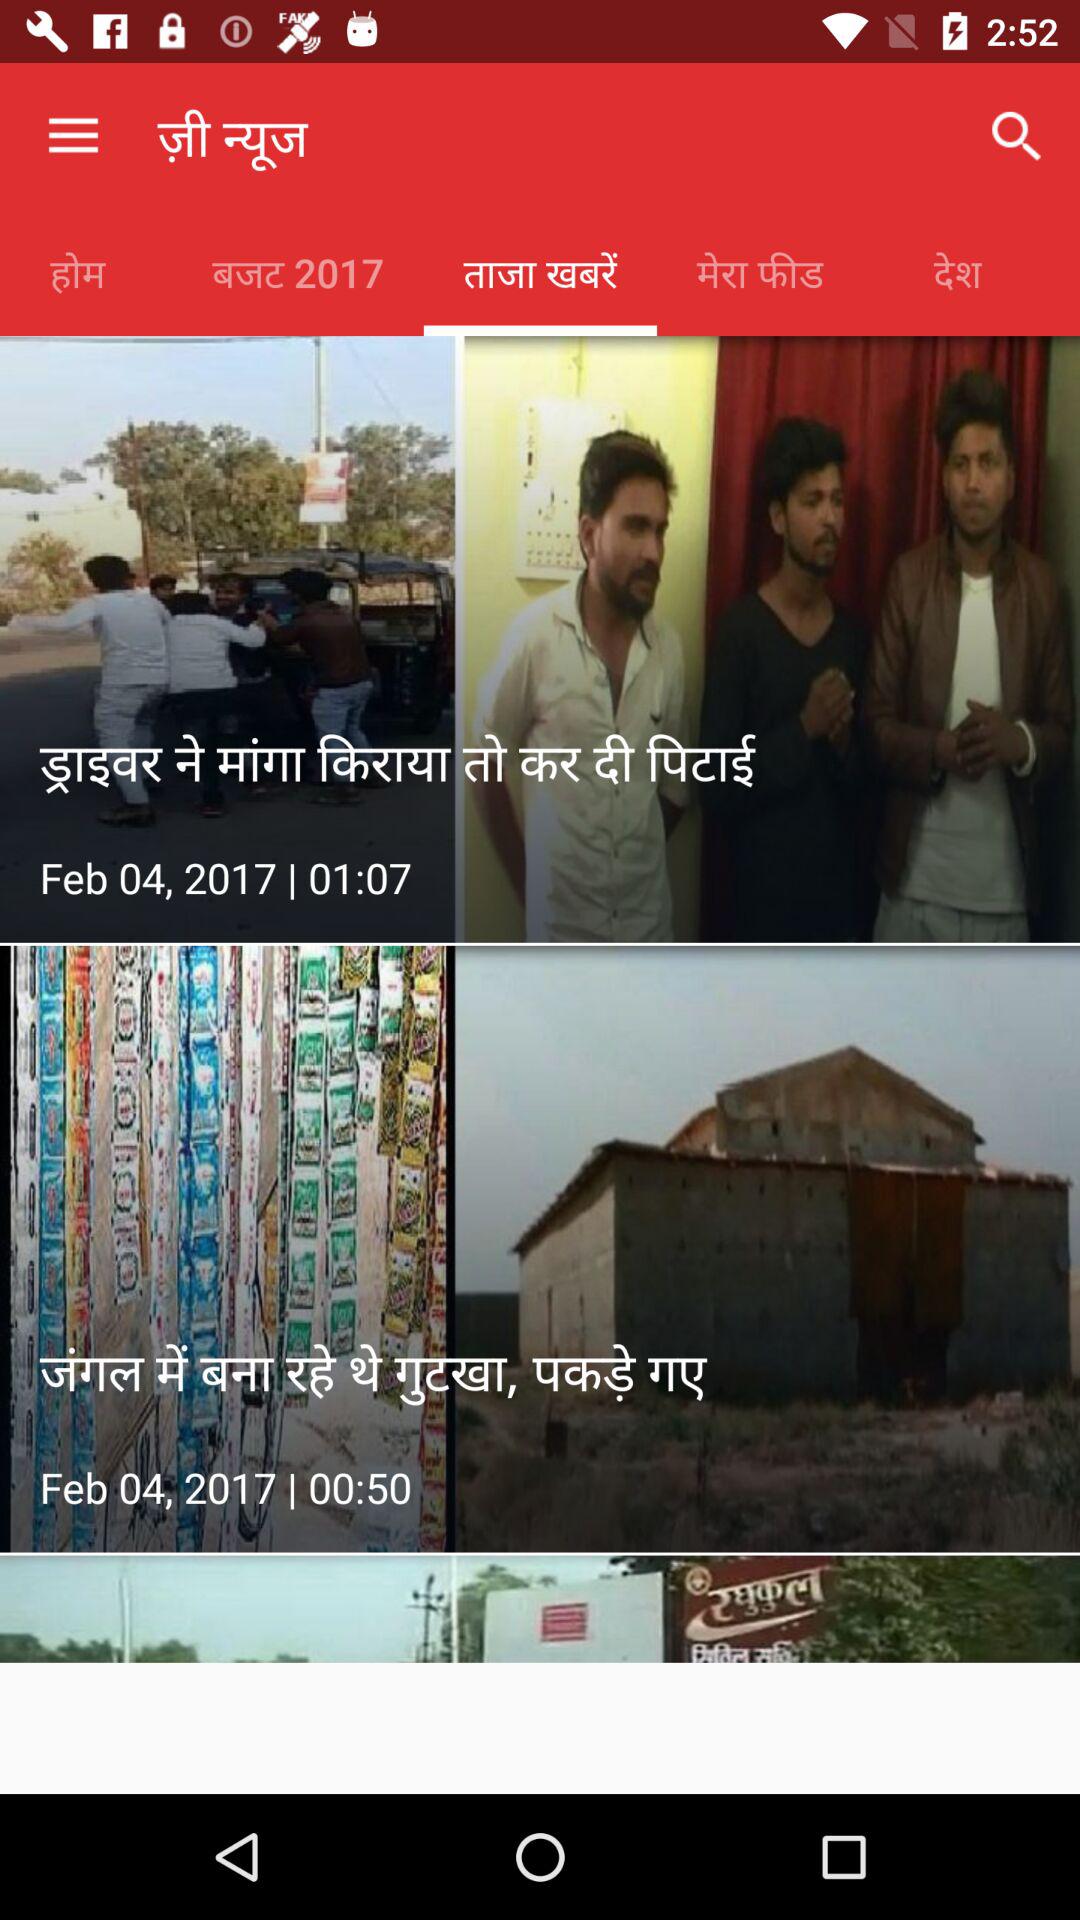 FAKE
2:52
ज़ी न्यूज
होम बजट 2017 ताजा खबरें मेरा फीड देश
ड्राइवर ने मांगा किराया तो कर दी पिटाई
Feb 04, 2017 | 01:07
जंगल में बना रहे थे गुटखा, पकड़े गए
Feb 04, 2017 | 00:50
रघुकुल